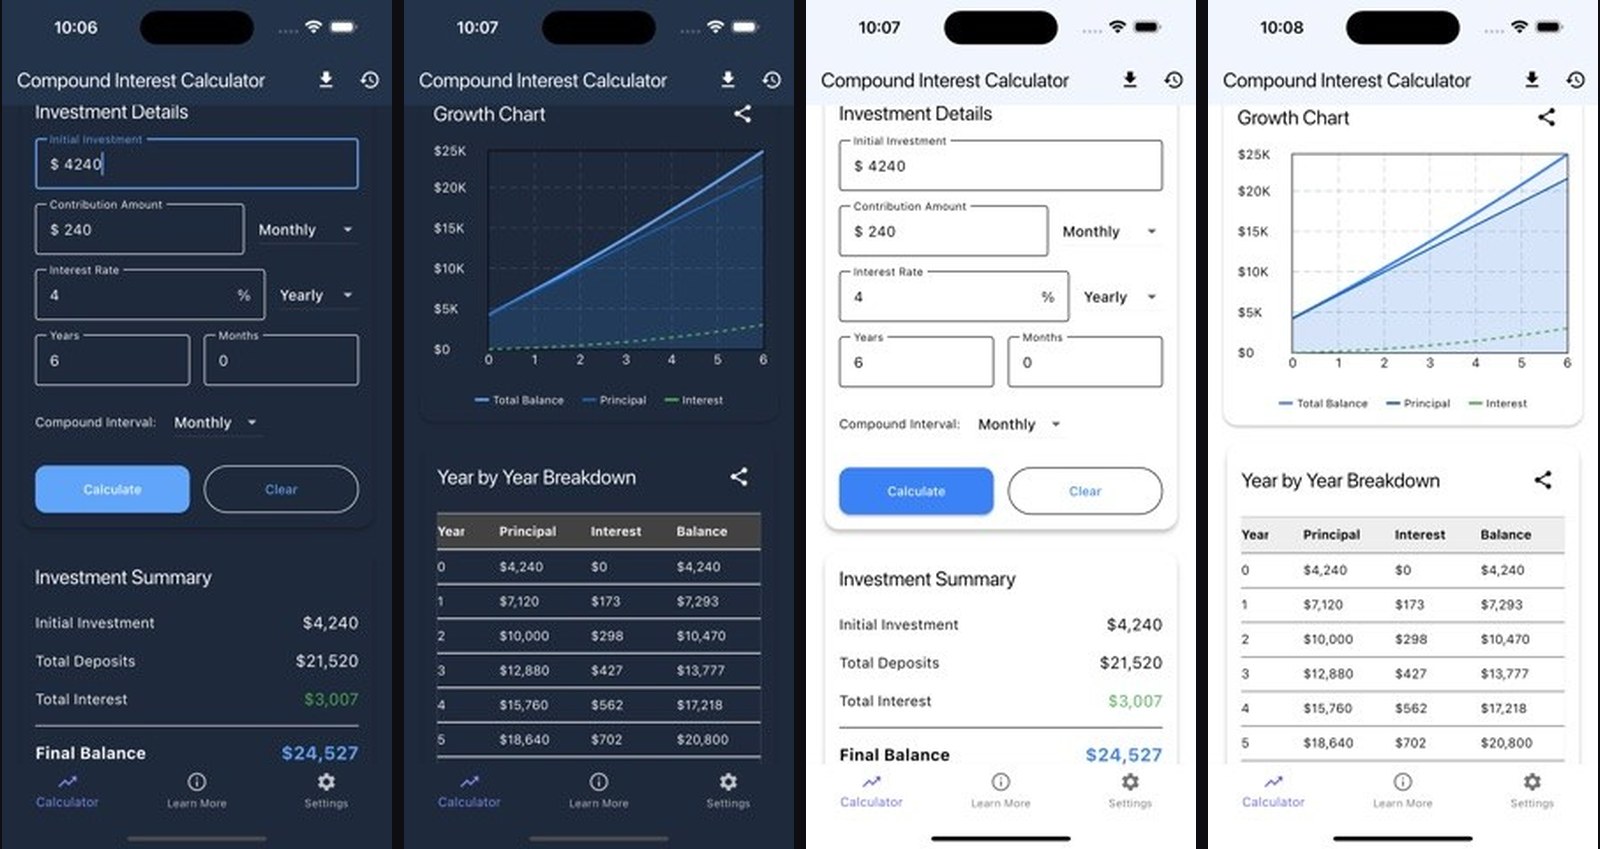 10:06
Compound Interest Calculator
Investment Details
Initial Investment
$ 4240
Contribution Amount
$ 240 Monthly
Interest Rate
4 % Yearly
Years Months
6 0
Compound Interval: Monthly
Calculate Clear
Investment Summary
Initial Investment $4,240
Total Deposits $21,520
Total Interest $3,007
Final Balance $24,527
Calculator Learn More Settings
10:07
Compound Interest Calculator
Growth Chart
$25K
$20K
$15K
$10K
$5K
$0
0 1 2 3 4 5 6
Total Balance Principal Interest
Year by Year Breakdown
Year Principal Interest Balance
0 $4,240 $0 $4,240
1 $7,120 $173 $7,293
2 $10,000 $298 $10,470
3 $12,880 $427 $13,777
4 $15,760 $562 $17,218
5 $18,640 $702 $20,800
Calculator Learn More Settings
10:07
Compound Interest Calculator
Investment Details
Initial Investment
$ 4240
Contribution Amount
$ 240 Monthly
Interest Rate
4 % Yearly
Years Months
6 0
Compound Interval: Monthly
Calculate Clear
Investment Summary
Initial Investment $4,240
Total Deposits $21,520
Total Interest $3,007
Final Balance $24,527
Calculator Learn More Settings
10:08
Compound Interest Calculator
Growth Chart
$25K
$20K
$15K
$10K
$5K
$0
0 1 2 3 4 5 6
Total Balance Principal Interest
Year by Year Breakdown
Year Principal Interest Balance
0 $4,240 $0 $4,240
1 $7,120 $173 $7,293
2 $10,000 $298 $10,470
3 $12,880 $427 $13,777
4 $15,760 $562 $17,218
5 $18,640 $702 $20,800
Calculator Learn More Settings